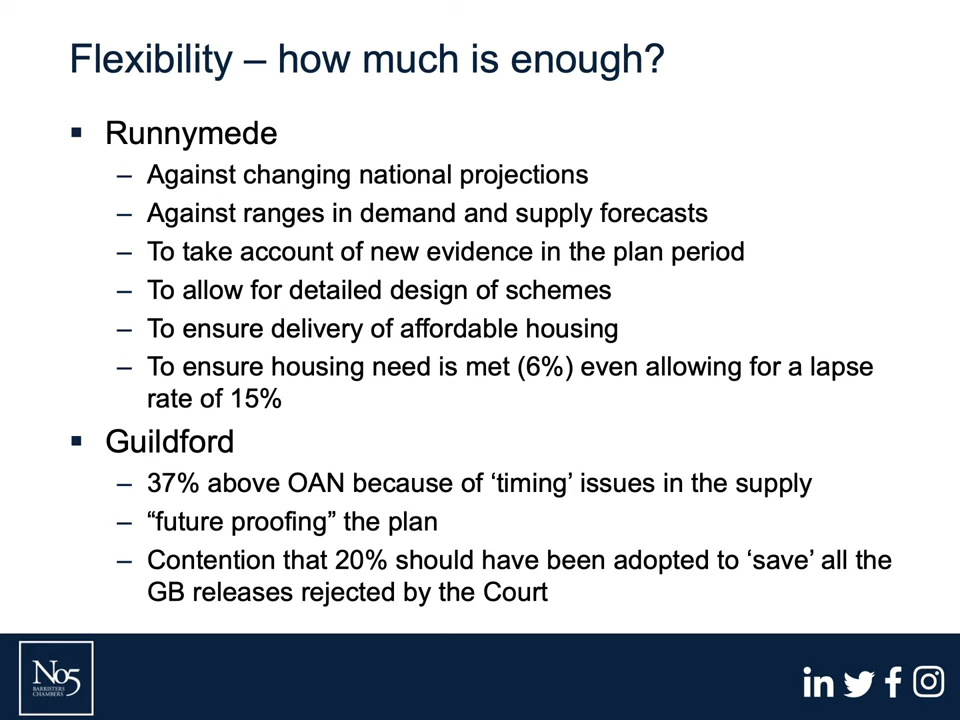 Flexibility – how much is enough?
▪ Runnymede
– Against changing national projections
– Against ranges in demand and supply forecasts
– To take account of new evidence in the plan period
– To allow for detailed design of schemes
– To ensure delivery of affordable housing
– To ensure housing need is met (6%) even allowing for a lapse
rate of 15%
▪ Guildford
– 37% above OAN because of ‘timing’ issues in the supply
– “future proofing” the plan
– Contention that 20% should have been adopted to ‘save’ all the
GB releases rejected by the Court
No5
BARRISTERS
CHAMBERS
in
f